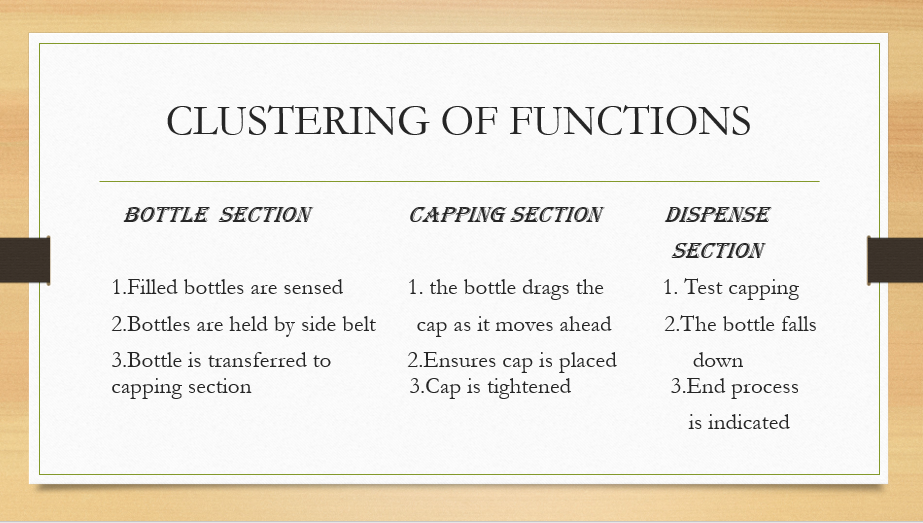 CLUSTERING OF FUNCTIONS
BOTTLE SECTION
1.Filled bottles are sensed
2.Bottles are held by side belt
3.Bottle is transferred to
capping section
CAPPING SECTION
1. the bottle drags the
cap as it moves ahead
2.Ensures cap is placed
3.Cap is tightened
DISPENSE
SECTION
1. Test capping
2.The bottle falls
down
3.End process
is indicated